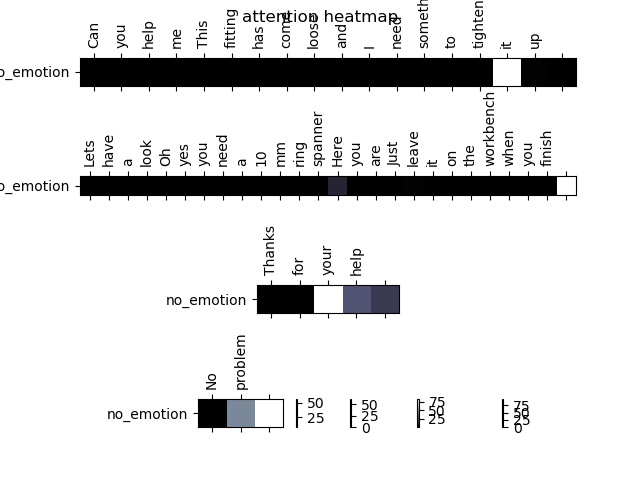 attention heatmap
Can you help me This fitting has come loose and I need someth to tighten it up
o_emotion
Lets have a look Oh yes you need a 10 mm ring spanner Here you are Just leave it on the workbench when you finish
o_emotion
Thanks for your help
no_emotion
No problem
no_emotion
50 25
50 25 0
75 50 25
75 50 25 0